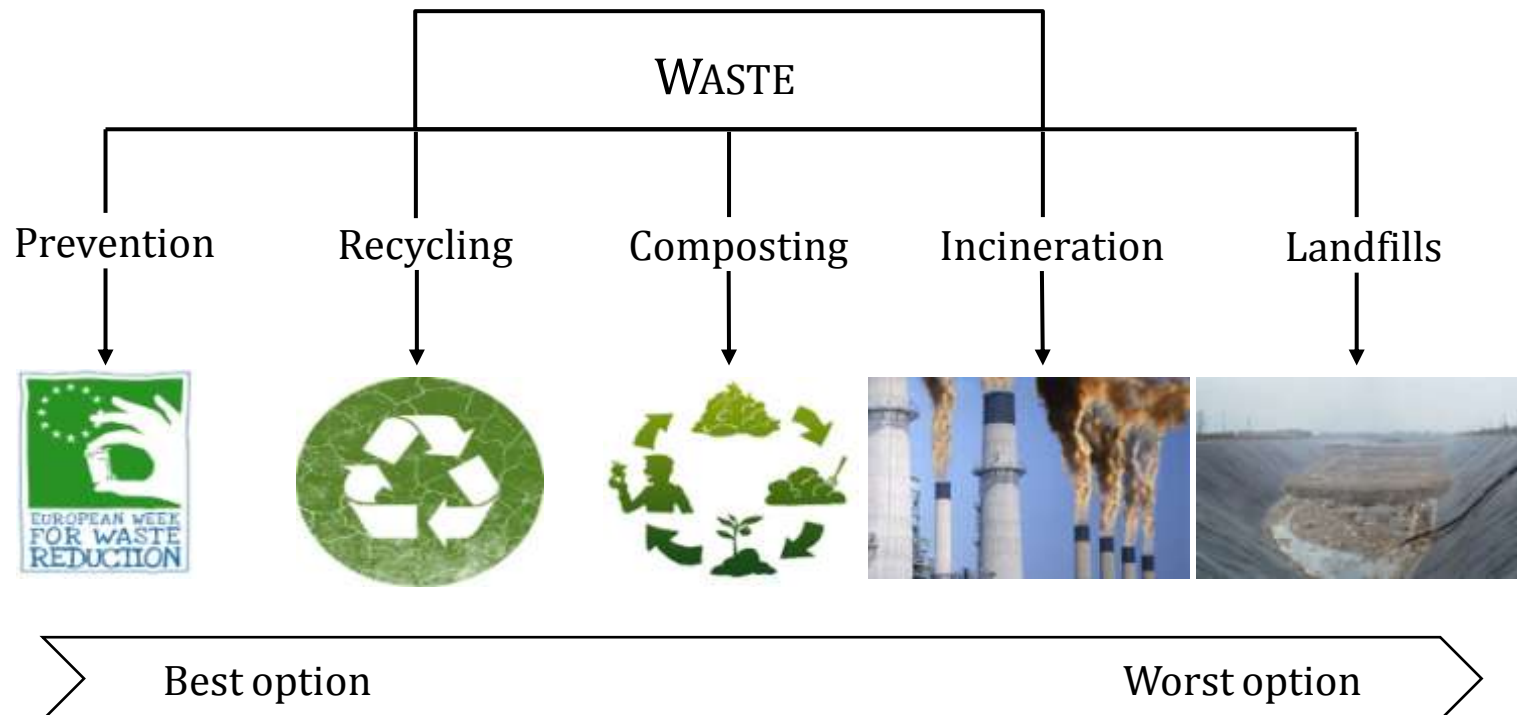 WASTE
Prevention
Recycling
Composting
Incineration
Landfills
EUROPEAN WEEK
FOR WASTE
REDUCTION
Best option
Worst option